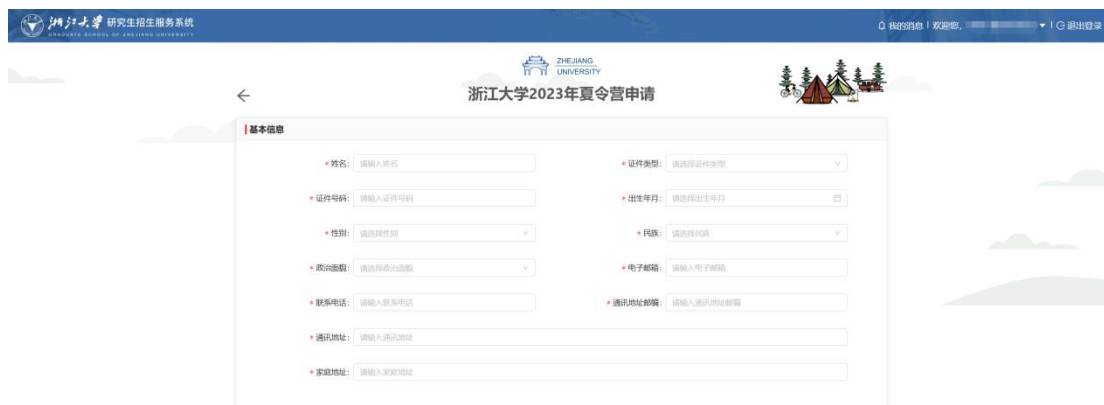 浙江大学 研究生招生服务系统
GRADUATE SCHOOL OF ZHEJIANG UNIVERSITY
我的消息 | 欢迎您, | 退出登录
ZHEJIANG
UNIVERSITY
浙江大学2023年夏令营申请
基本信息
* 姓名: 请输入姓名 * 证件类型: 请选择证件类型
* 证件号码: 请输入证件号码 * 出生年月: 请选择出生年月
* 性别: 请选择性别 * 民族: 请选择民族
* 政治面貌: 请选择政治面貌 * 电子邮箱: 请输入电子邮箱
* 联系电话: 请输入联系电话 * 通讯地址邮编: 请输入通讯地址邮编
* 通讯地址: 请输入通讯地址
* 家庭地址: 请输入家庭地址